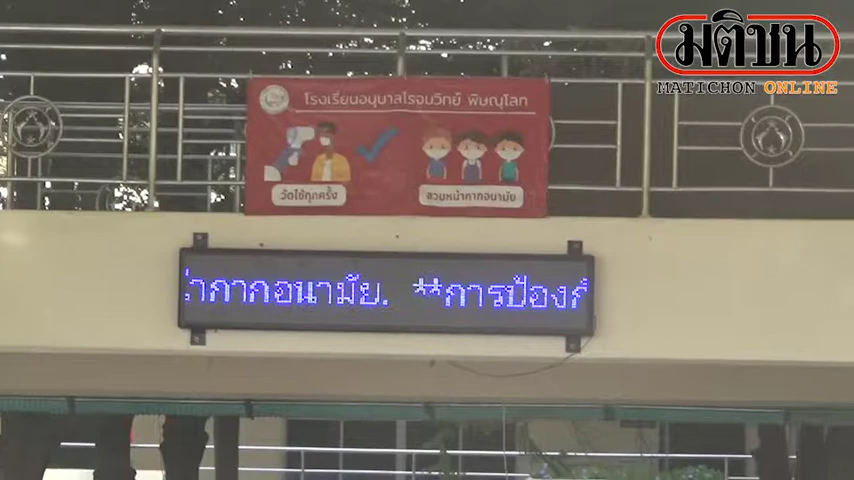 มติชน
MATICHON ONLINE
โรงเรียนอนุบาลโรจนวิทย์ พิษณุโลก
วัดไข้ทุกครั้ง
สวมหน้ากากอนามัย
ากากอนามัย. **การป้องกั